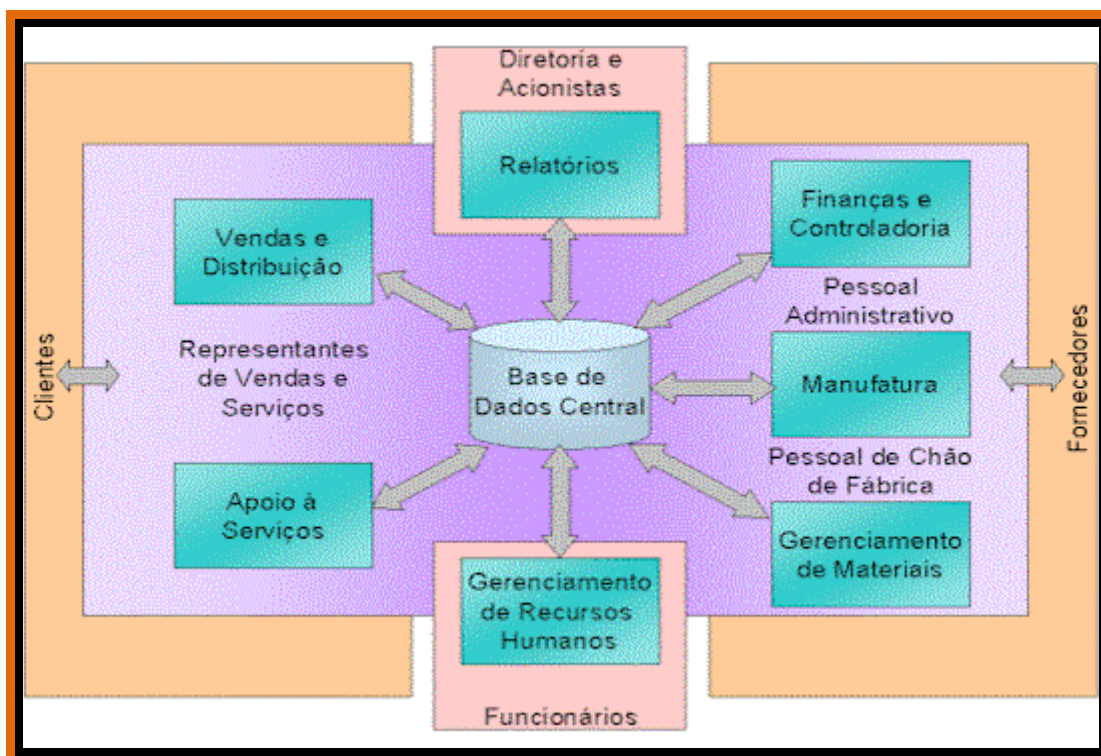 Diretoria e
Acionistas
Relatórios
Vendas e
Distribuição
Finanças e
Controladoria
Pessoal
Administrativo
Clientes
Representantes
de Vendas e
Serviços
Base de
Dados Central
Manufatura
Fornecedores
Pessoal de Chão
de Fábrica
Apoio à
Serviços
Gerenciamento
de Recursos
Humanos
Gerenciamento
de Materiais
Funcionários